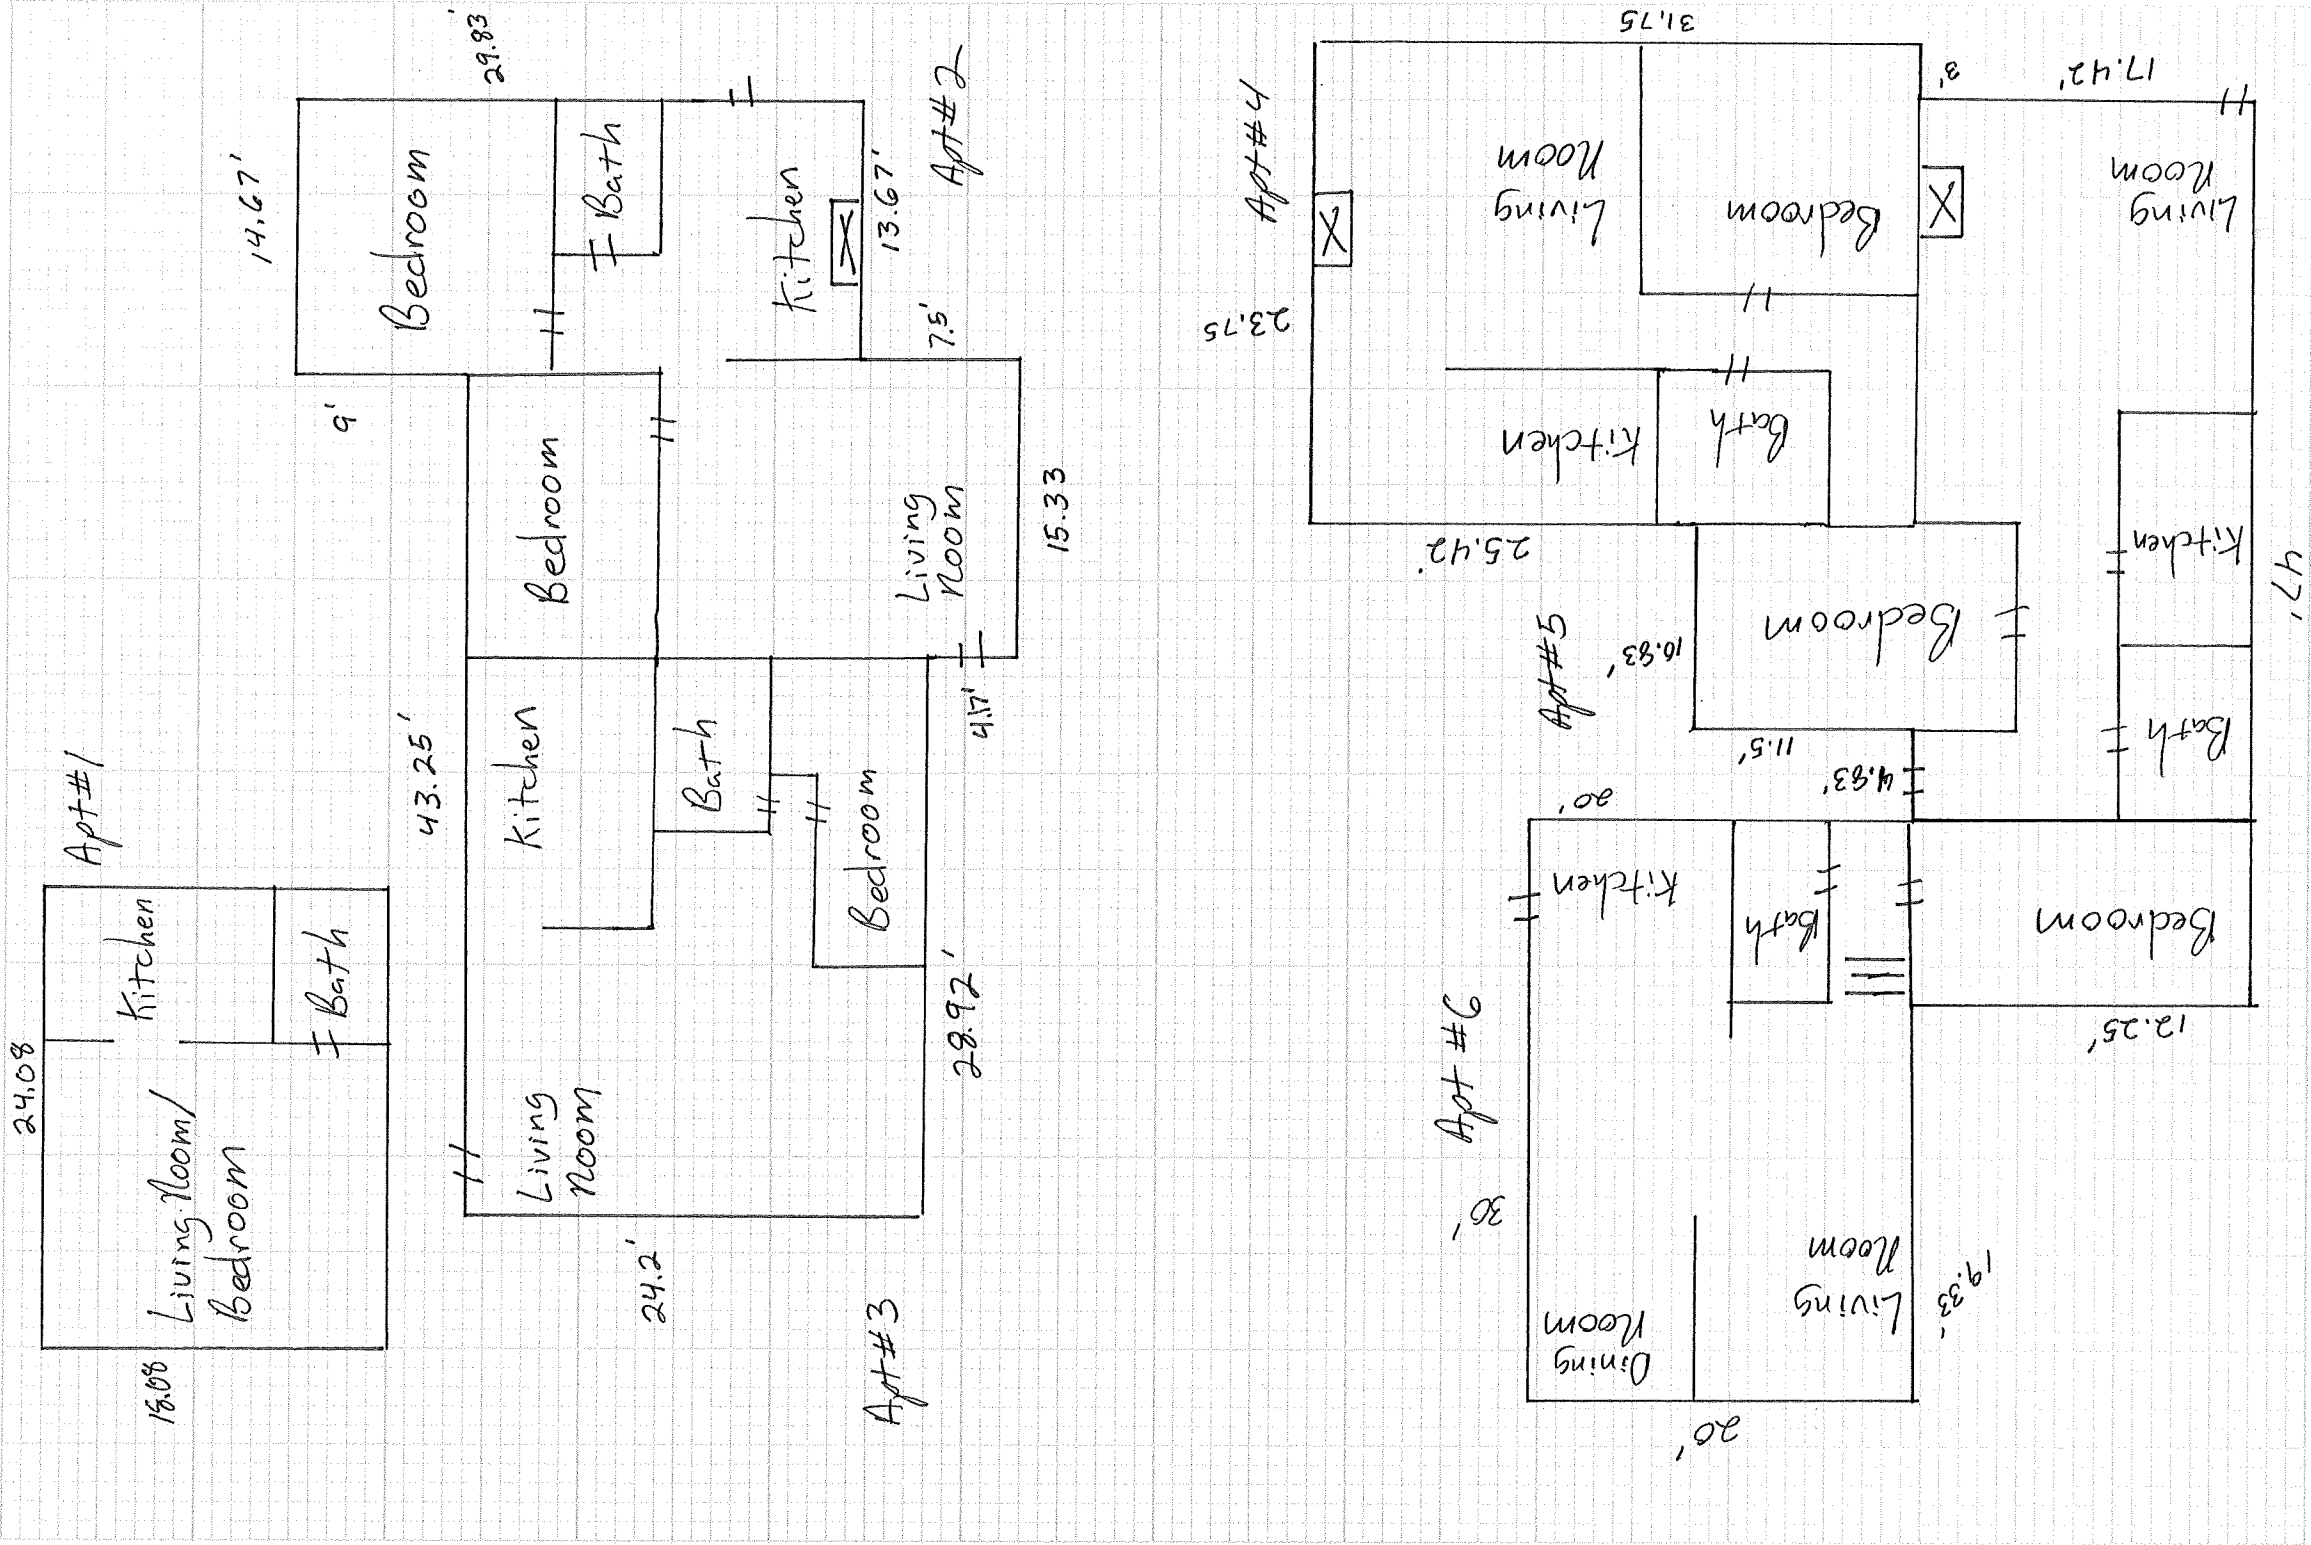 Apt#1
24.08
Kitchen
Bath
Living Room/
Bedroom
18.08
29.83'
14.67'
Bedroom
Bath
Kitchen
13.67'
Apt#2
7.5'
9'
Bedroom
Living
Room
15.33
4.17'
43.25'
Kitchen
Bath
Bedroom
28.92'
Living
Room
24.2'
Apt#3
31.75
Apt#4
Living
Room
Bedroom
23.75
Kitchen
Bath
25.42'
3'
17.42'
X
X
X
Living
Room
Kitchen
47'
Bath
Apt#5
Bedroom
10.83'
11.5'
4.83'
20'
Kitchen
Bath
Bedroom
12.25'
Apt#6
30'
Dining
Room
Living
Room
19.33'
20'